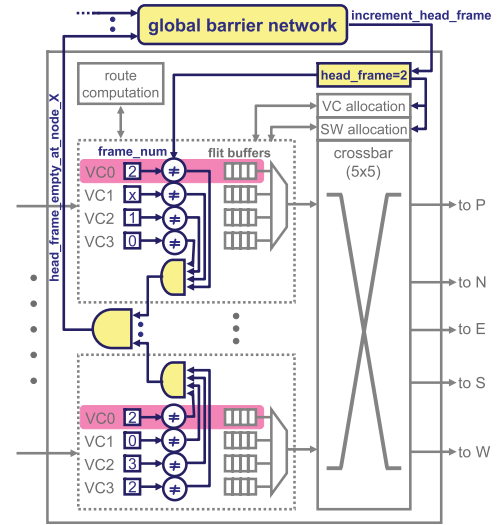 global barrier network
increment_head_frame
head_frame=2
route
computation
VC allocation
SW allocation
head_frame_empty_at_node_X
frame_num
flit buffers
crossbar
(5x5)
VC0 2 ≠
VC1 x ≠
VC2 1 ≠
VC3 0 ≠
to P
to N
to E
to S
to W
VC0 2 ≠
VC1 0 ≠
VC2 3 ≠
VC3 2 ≠